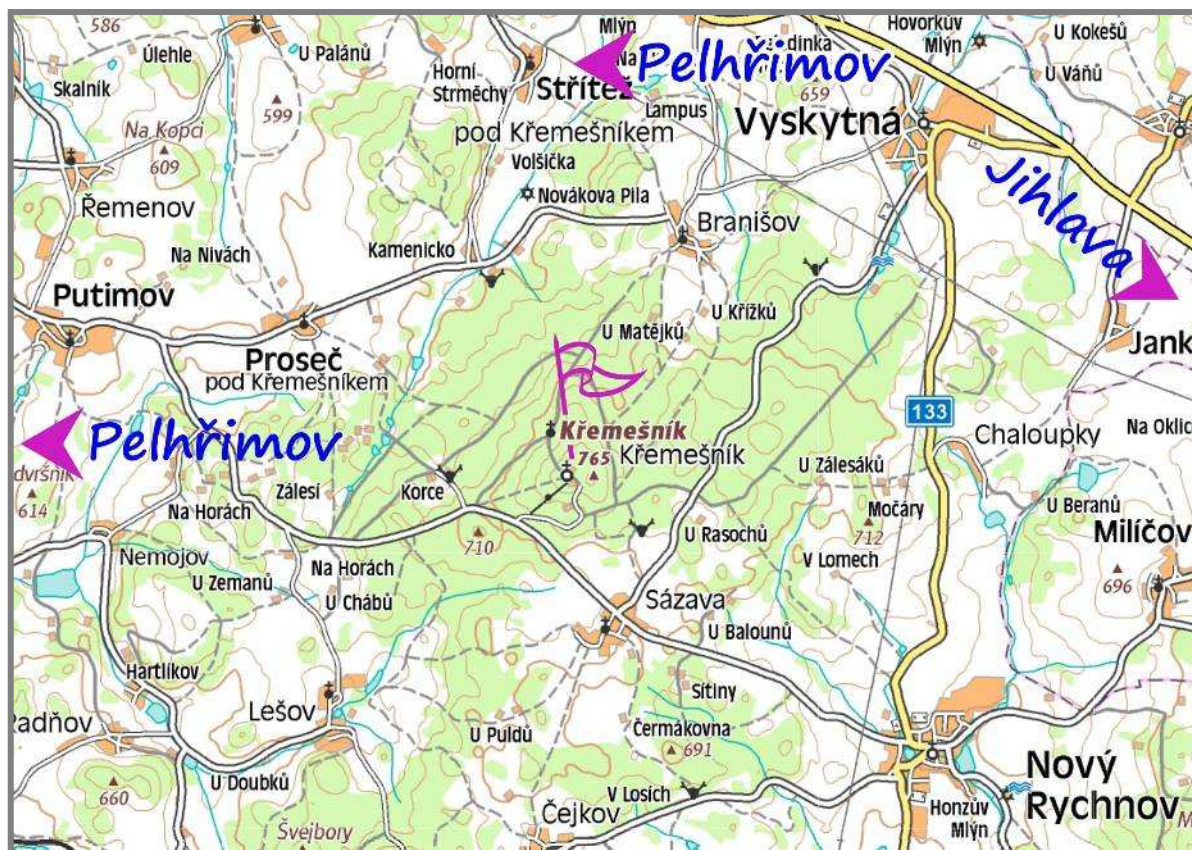 586
Úlehle
U Palánů
Skalník
Horní
Strměchy
Mlýn
Na
Pelhřimov
Střítež
pod Křemešníkem
Lampus
659
Hovorkův
Mlýn
U Kokešů
U Váňů
Vyskytná
Na Kopci
609
599
Řemenov
Volšička
Novákova Pila
Branišov
Jihlava
Na Nivách
Kamenicko
Putimov
Proseč
pod Křemešníkem
U Matějků
U Křížků
Jank
Pelhřimov
614
Zálesí
Korce
Křemešník
765
Křemešník
133
Chaloupky
Na Oklic
U Zálesáků
Močáry
712
U Beranů
Milíčov
696
Na Horách
Nemojov
U Zemanů
Na Horách
U Chábů
710
U Rasochů
V Lomech
Sázava
U Balounů
Hartlíkov
Radňov
Lešov
Sítiny
U Puldů
Čermákovna
691
U Doubků
660
Švejbory
V Losích
Čejkov
Nový
Rychnov
Honzův
Mlýn